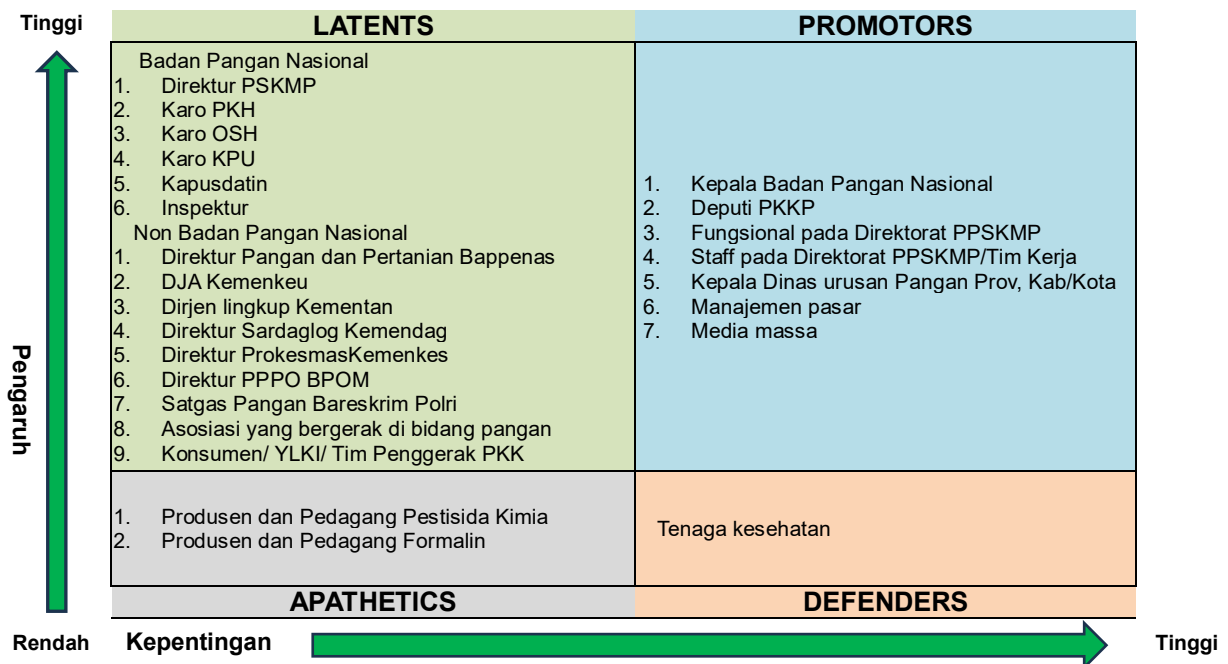 Tinggi
LATENTS
PROMOTORS
Badan Pangan Nasional
1. Direktur PSKMP
2. Karo PKH
3. Karo OSH
4. Karo KPU
5. Kapusdatin
6. Inspektur
Non Badan Pangan Nasional
1. Direktur Pangan dan Pertanian Bappenas
2. DJA Kemenkeu
3. Dirjen lingkup Kementan
4. Direktur Sardaglog Kemendag
5. Direktur ProkesmasKemenkes
6. Direktur PPPO BPOM
7. Satgas Pangan Bareskrim Polri
8. Asosiasi yang bergerak di bidang pangan
9. Konsumen/ YLKI/ Tim Penggerak PKK
1. Kepala Badan Pangan Nasional
2. Deputi PKKP
3. Fungsional pada Direktorat PPSKMP
4. Staff pada Direktorat PPSKMP/Tim Kerja
5. Kepala Dinas urusan Pangan Prov, Kab/Kota
6. Manajemen pasar
7. Media massa
Pengaruh
1. Produsen dan Pedagang Pestisida Kimia
2. Produsen dan Pedagang Formalin
Tenaga kesehatan
APATHETICS
DEFENDERS
Rendah
Kepentingan
Tinggi